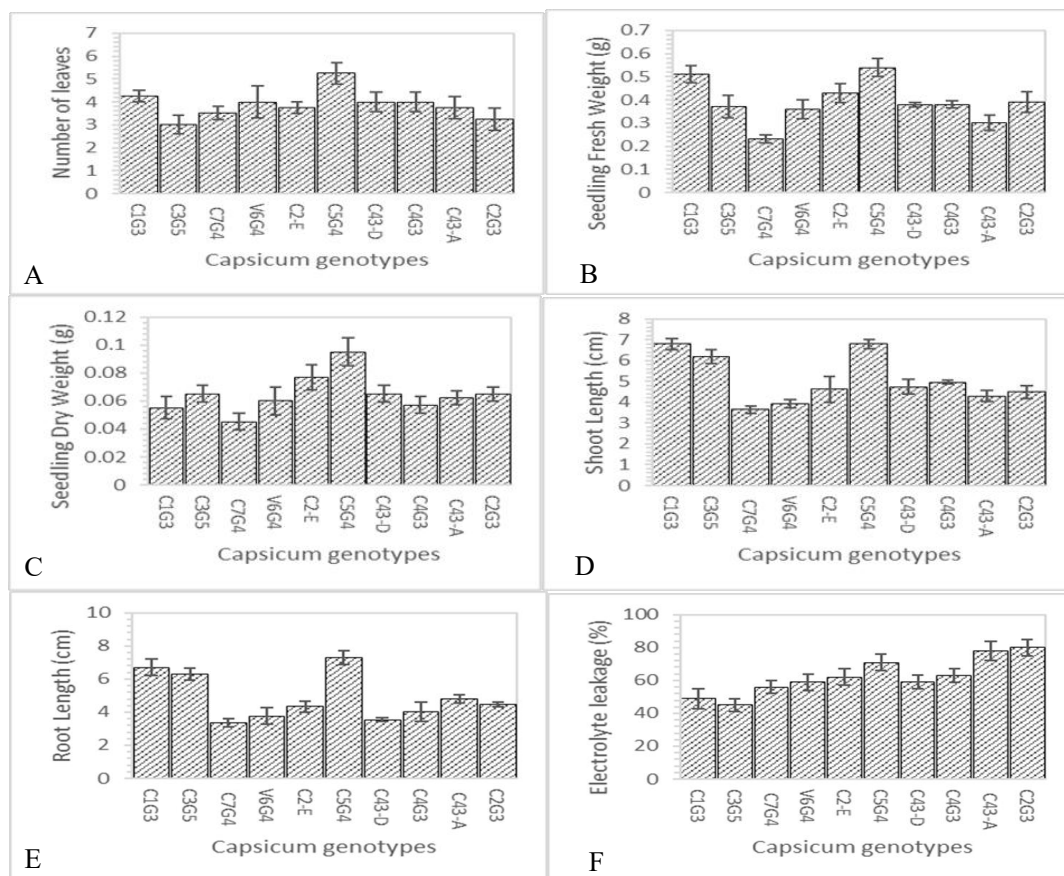 Number of leaves
7
6
5
4
3
2
1
0
C1G3
C3G5
C7G4
V6G4
C2-E
C5G4
C43-D
C4G3
C43-A
C2G3
Capsicum genotypes
A
Seedling Fresh Weight (g)
0.7
0.6
0.5
0.4
0.3
0.2
0.1
0
C1G3
C3G5
C7G4
V6G4
C2-E
C5G4
C43-D
C4G3
C43-A
C2G3
Capsicum genotypes
B
Seedling Dry Weight (g)
0.12
0.1
0.08
0.06
0.04
0.02
0
C1G3
C3G5
C7G4
V6G4
C2-E
C5G4
C43-D
C4G3
C43-A
C2G3
Capsicum genotypes
C
Shoot Length (cm)
8
7
6
5
4
3
2
1
0
C1G3
C3G5
C7G4
V6G4
C2-E
C5G4
C43-D
C4G3
C43-A
C2G3
Capsicum genotypes
D
Root Length (cm)
10
8
6
4
2
0
C1G3
C3G5
C7G4
V6G4
C2-E
C5G4
C43-D
C4G3
C43-A
C2G3
Capsicum genotypes
E
Electrolyte leakage (%)
100
80
60
40
20
0
C1G3
C3G5
C7G4
V6G4
C2-E
C5G4
C43-D
C4G3
C43-A
C2G3
Capsicum genotypes
F